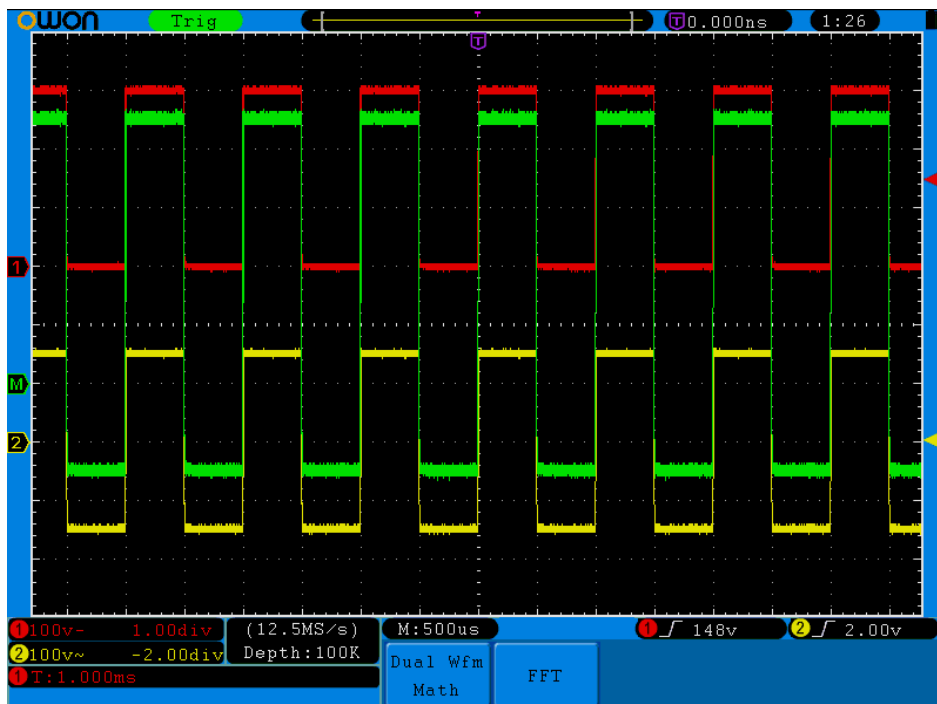 OWON Trig T 0.000ns 1:26
T
1
M
2
1 100v- 1.00div (12.5MS/s) M:500us 1 148v 2 2.00v
2 100v~ -2.00div Depth:100K
1 T:1.000ms
Dual Wfm
Math
FFT